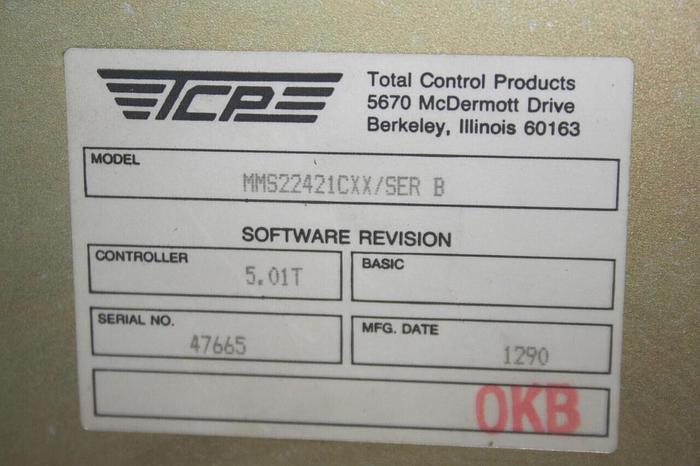 TCP
Total Control Products
5670 McDermott Drive
Berkeley, Illinois 60163
MODEL
MMS22421CXX/SER B
SOFTWARE REVISION
CONTROLLER
5.01T
BASIC
SERIAL NO.
47665
MFG. DATE
1290
OKB